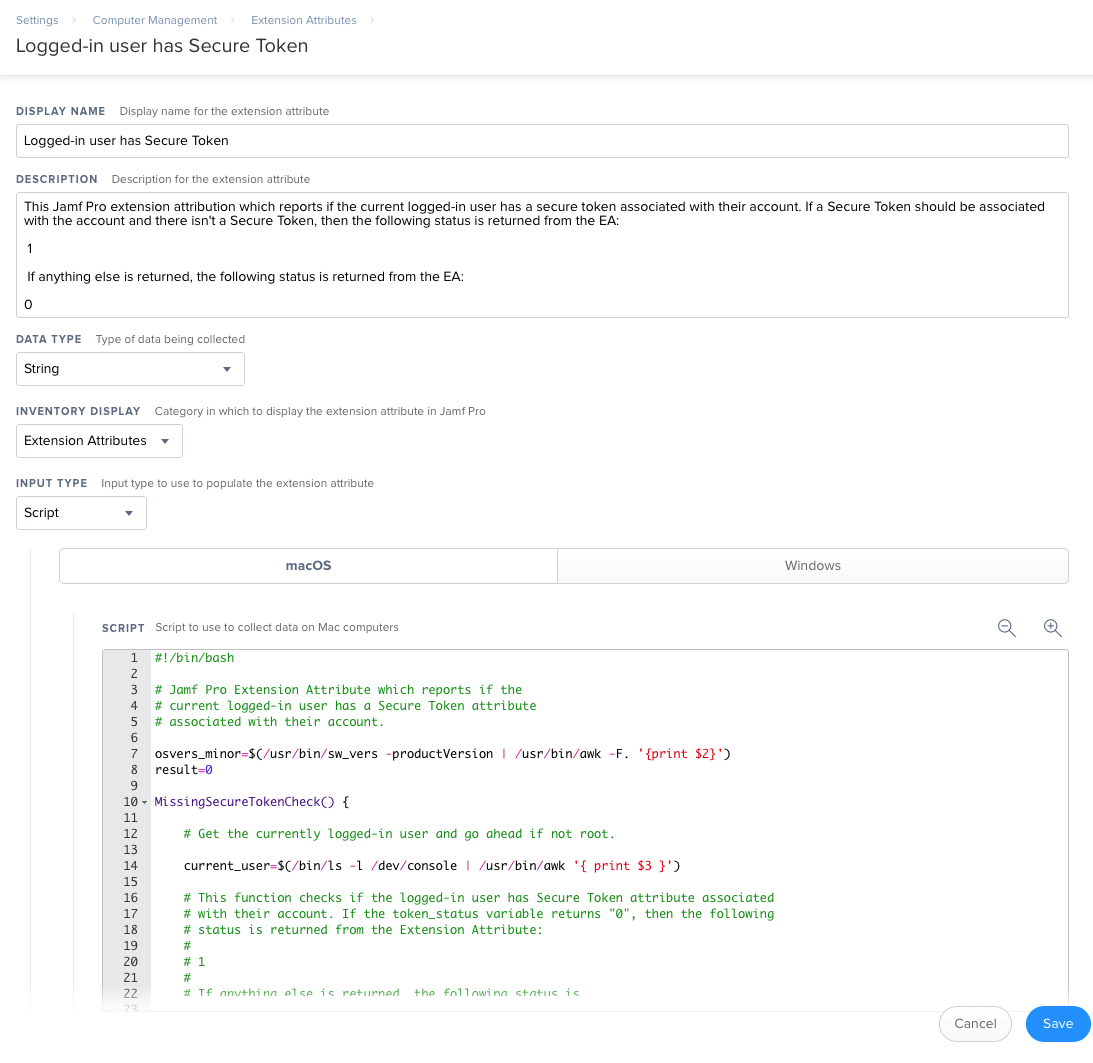 Settings > Computer Management > Extension Attributes >
Logged-in user has Secure Token
DISPLAY NAME Display name for the extension attribute
Logged-in user has Secure Token
DESCRIPTION Description for the extension attribute
This Jamf Pro extension attribution which reports if the current logged-in user has a secure token associated with their account. If a Secure Token should be associated
with the account and there isn't a Secure Token, then the following status is returned from the EA:
1
If anything else is returned, the following status is returned from the EA:
0
DATA TYPE Type of data being collected
String
INVENTORY DISPLAY Category in which to display the extension attribute in Jamf Pro
Extension Attributes
INPUT TYPE Input type to use to populate the extension attribute
Script
macOS Windows
SCRIPT Script to use to collect data on Mac computers
1 #!/bin/bash
2
3 # Jamf Pro Extension Attribute which reports if the
4 # current logged-in user has a Secure Token attribute
5 # associated with their account.
6
7 osvers_minor=$(/usr/bin/sw_vers -productVersion | /usr/bin/awk -F. '{print $2}')
8 result=0
9
10 MissingSecureTokenCheck() {
11
12 # Get the currently logged-in user and go ahead if not root.
13
14 current_user=$(/bin/ls -l /dev/console | /usr/bin/awk '{ print $3 }')
15
16 # This function checks if the logged-in user has Secure Token attribute associated
17 # with their account. If the token_status variable returns "0", then the following
18 # status is returned from the Extension Attribute:
19 #
20 # 1
21 #
22 # If anything else is returned, the following status is
23
Cancel Save